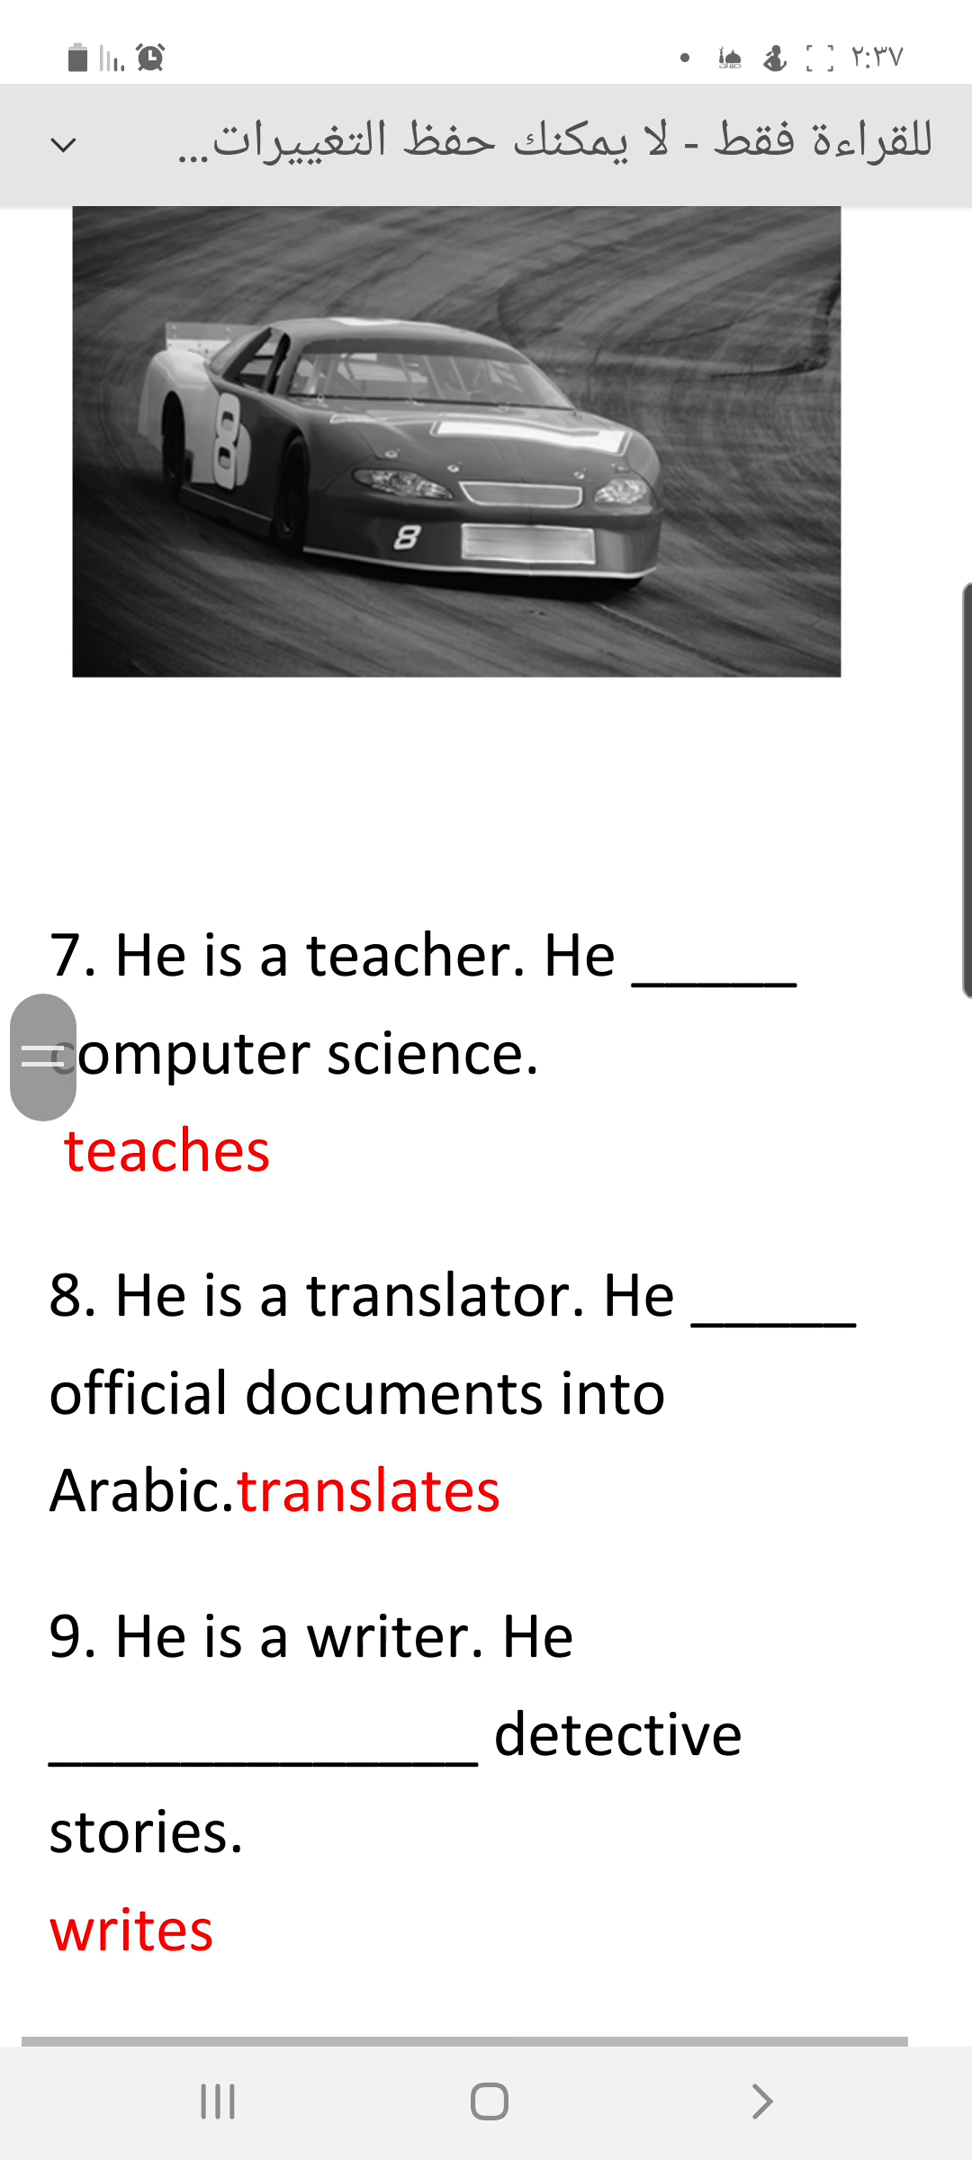 ٢:٣٧
للقراءة فقط - لا يمكنك حفظ التغييرات...
8
8
7. He is a teacher. He _____
computer science.
teaches
8. He is a translator. He _____
official documents into
Arabic.translates
9. He is a writer. He
_____________ detective
stories.
writes